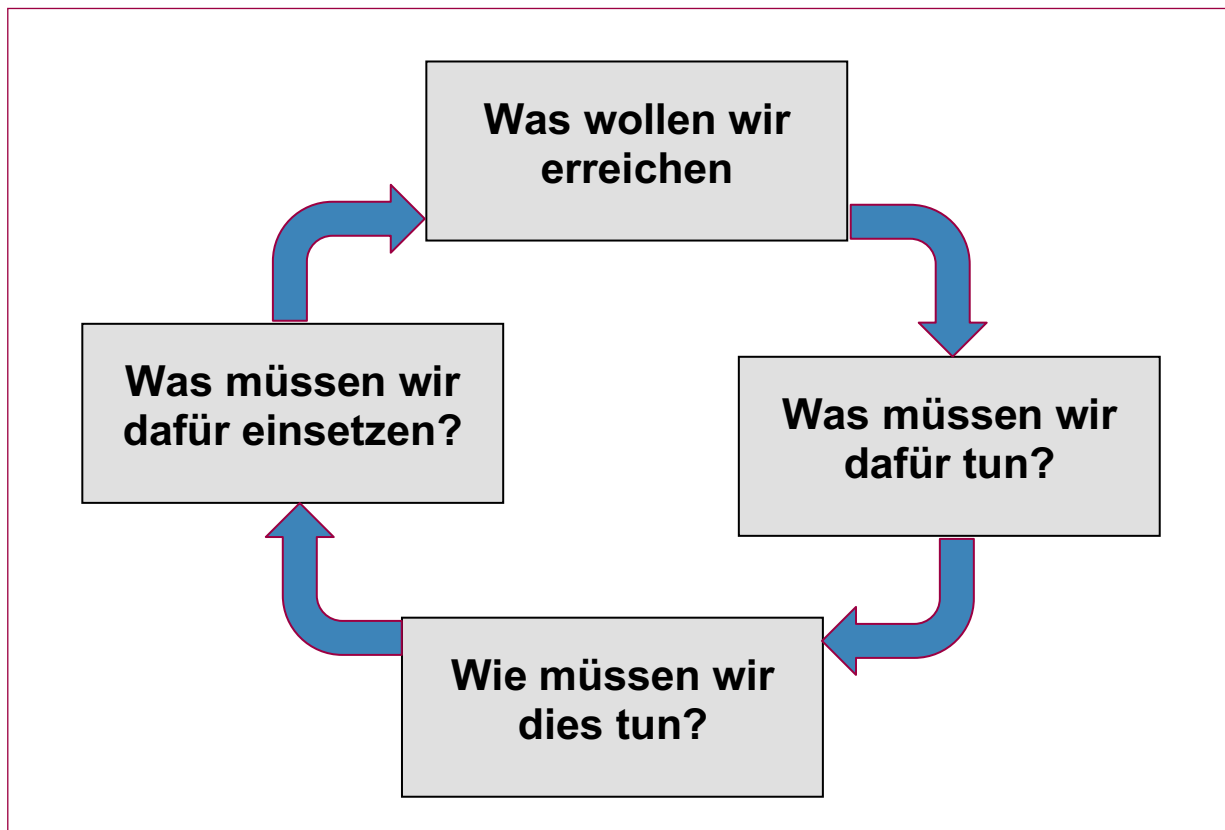 Was wollen wir
erreichen
Was müssen wir
dafür einsetzen?
Was müssen wir
dafür tun?
Wie müssen wir
dies tun?